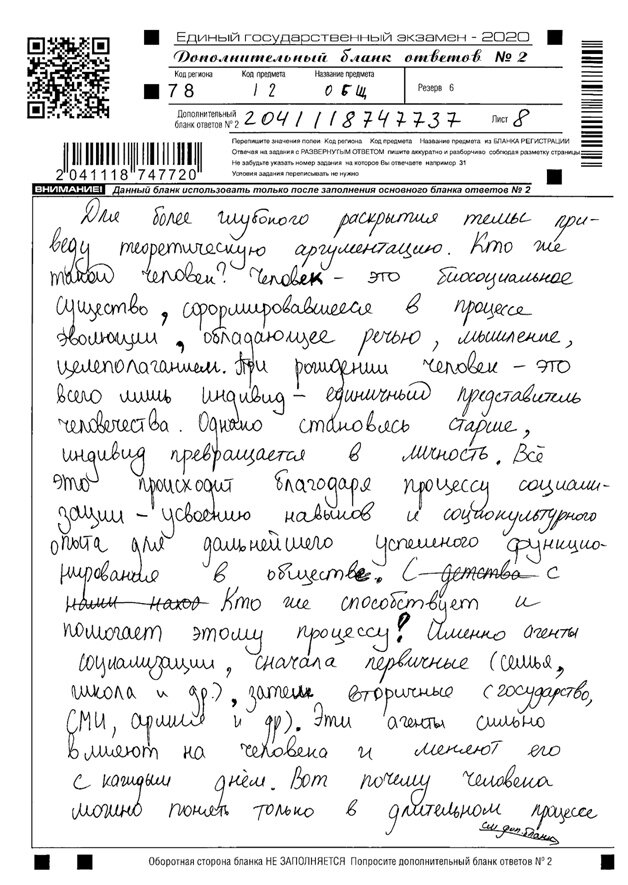 Единый государственный экзамен - 2020
Дополнительный бланк ответов № 2
Код региона Код предмета Название предмета Резерв 6
78 12 ОБЩ
Дополнительный бланк ответов № 2 2041118747737 Лист 8
Перепишите значения полей Код региона Код предмета Название предмета из БЛАНКА РЕГИСТРАЦИИ
Отвечая на задания с РАЗВЕРНУТЫМ ОТВЕТОМ пишите аккуратно и разборчиво соблюдая разметку страницы
Не забудьте указать номер задания на которое Вы отвечаете например 31
Условия задания переписывать не нужно
2041118747720
ВНИМАНИЕ! Данный бланк использовать только после заполнения основного бланка ответов № 2
Для более глубокого раскрытия темы при-
веду теоретическую аргументацию. Кто же
такой человек? Человек – это биосоциальное
существо, сформировавшееся в процессе
эволюции, обладающее речью, мышление,
целеполаганием. При рождении человек – это
всего лишь индивид – единичный представитель
человечества. Однако становясь старше,
индивид превращается в личность. Всё
это происходит благодаря процессу социали-
зации – усвоению навыков и социокультурного
опыта для дальнейшего успешного функцио-
нирования в обществе. С детства с
нами наход Кто же способствует и
помогает этому процессу? Именно агенты
социализации, сначала первичные (семья,
школа и др.), затем вторичные (государство,
СМИ, армия и др). Эти агенты сильно
влияют на человека и меняют его
с каждым днём. Вот почему человека
можно понять только в длительном процессе
см доп. бланк
Оборотная сторона бланка НЕ ЗАПОЛНЯЕТСЯ Попросите дополнительный бланк ответов № 2